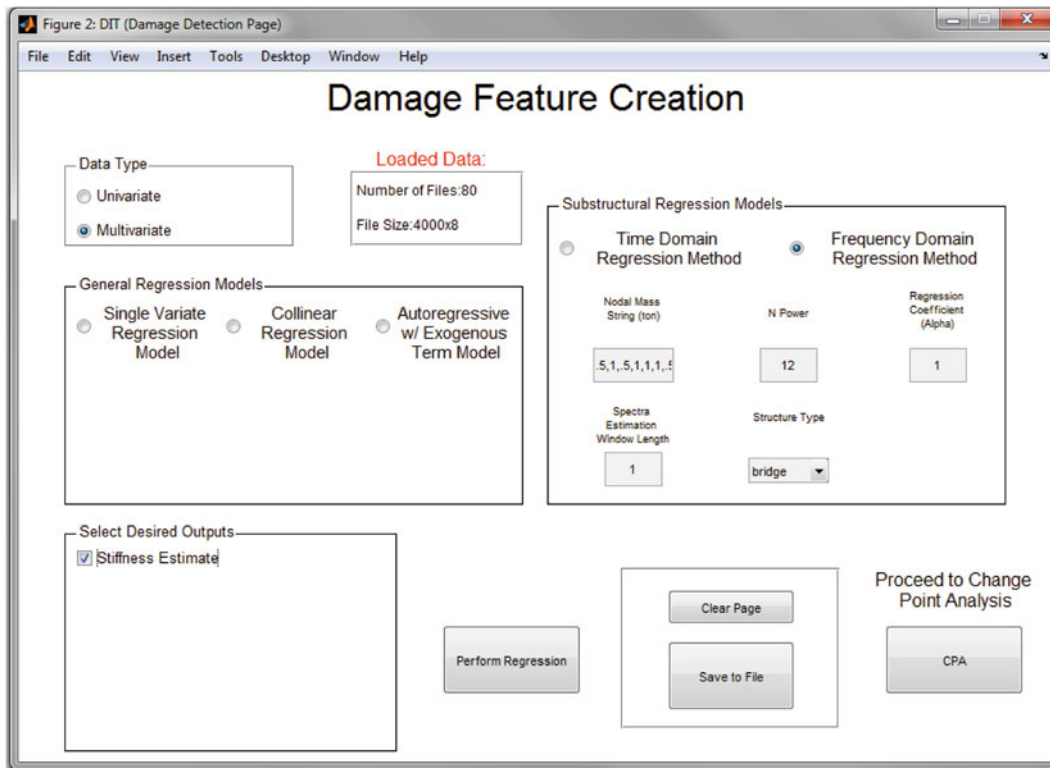 Figure 2: DIT (Damage Detection Page)
File Edit View Insert Tools Desktop Window Help
Damage Feature Creation
Data Type
Univariate
Multivariate
Loaded Data:
Number of Files:80
File Size:4000x8
General Regression Models
Single Variate
Regression
Model
Collinear
Regression
Model
Autoregressive
w/ Exogenous
Term Model
Substructural Regression Models
Time Domain
Regression Method
Frequency Domain
Regression Method
Nodal Mass
String (ton)
.5,1,.5,1,1,1,.5
N Power
12
Regression
Coefficient
(Alpha)
1
Spectra
Estimation
Window Length
1
Structure Type
bridge
Select Desired Outputs
Stiffness Estimate
Perform Regression
Clear Page
Save to File
Proceed to Change
Point Analysis
CPA